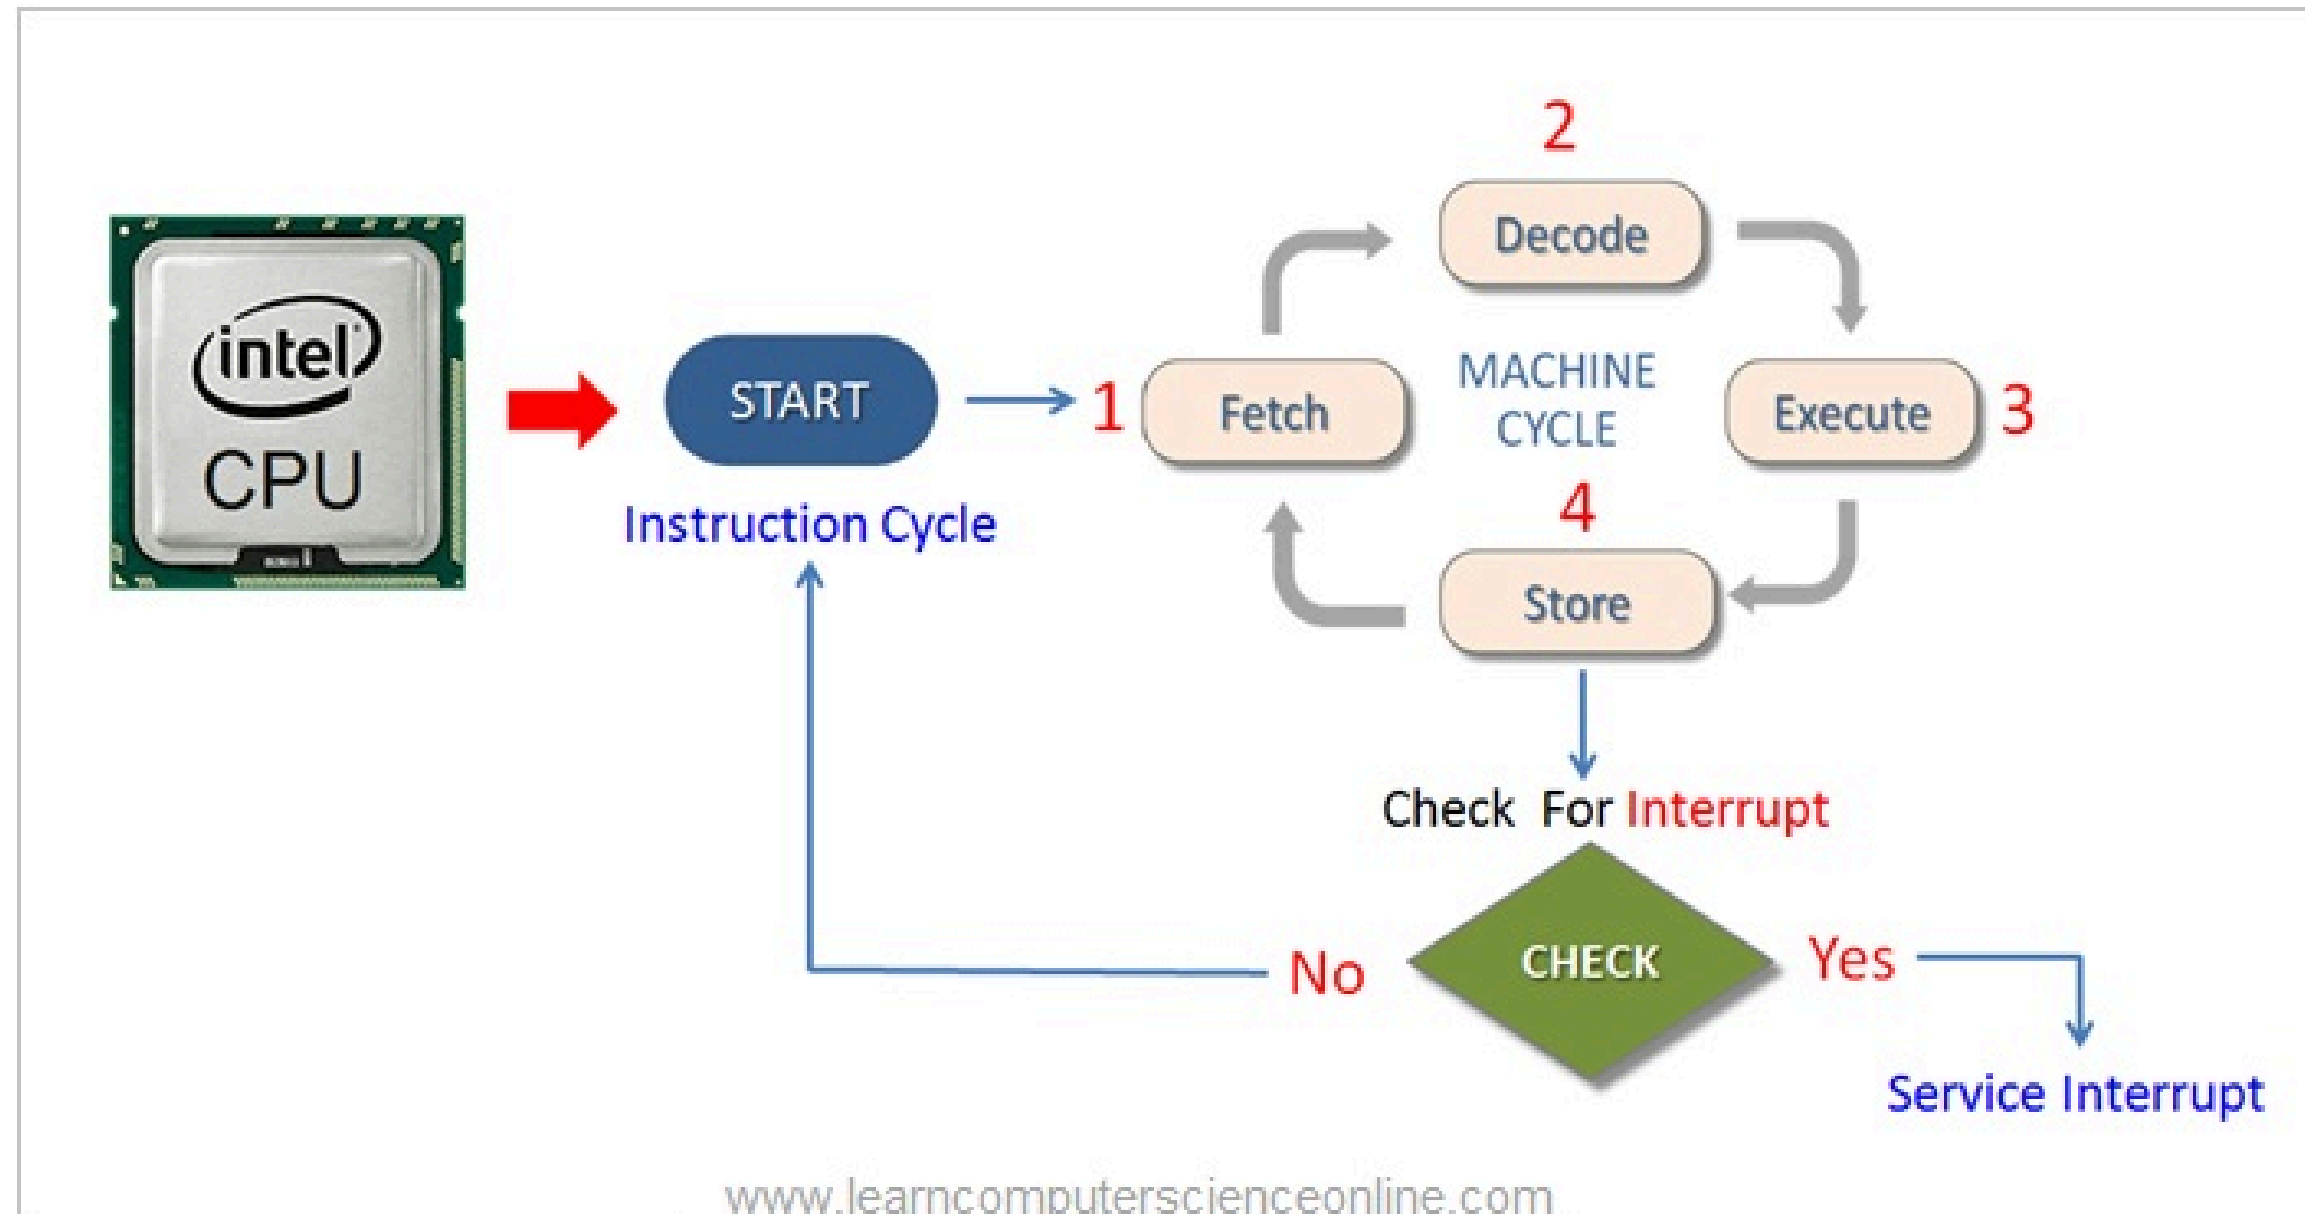 intel
CPU
START
Instruction Cycle
1
Fetch
2
Decode
MACHINE
CYCLE
Execute
3
4
Store
Check For Interrupt
CHECK
No
Yes
Service Interrupt
www.learncomputerscienceonline.com